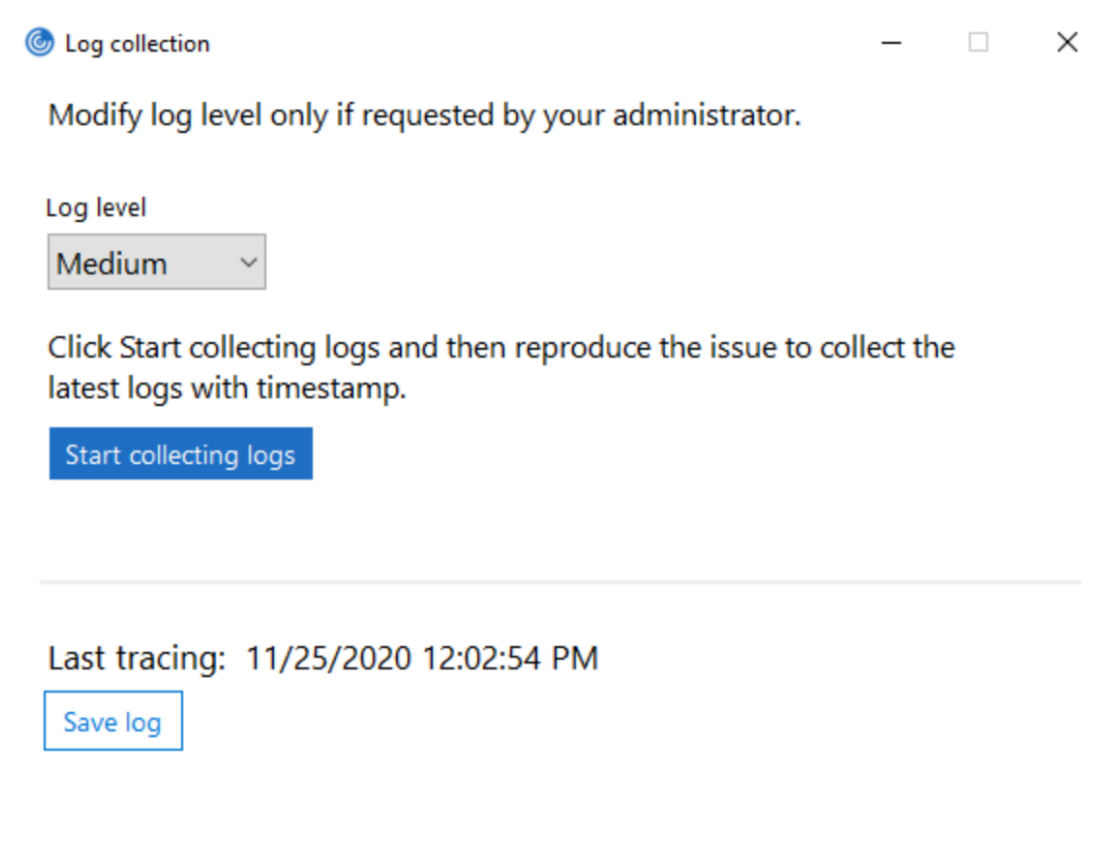 Log collection
Modify log level only if requested by your administrator.
Log level
Medium
Click Start collecting logs and then reproduce the issue to collect the
latest logs with timestamp.
Start collecting logs
Last tracing: 11/25/2020 12:02:54 PM
Save log